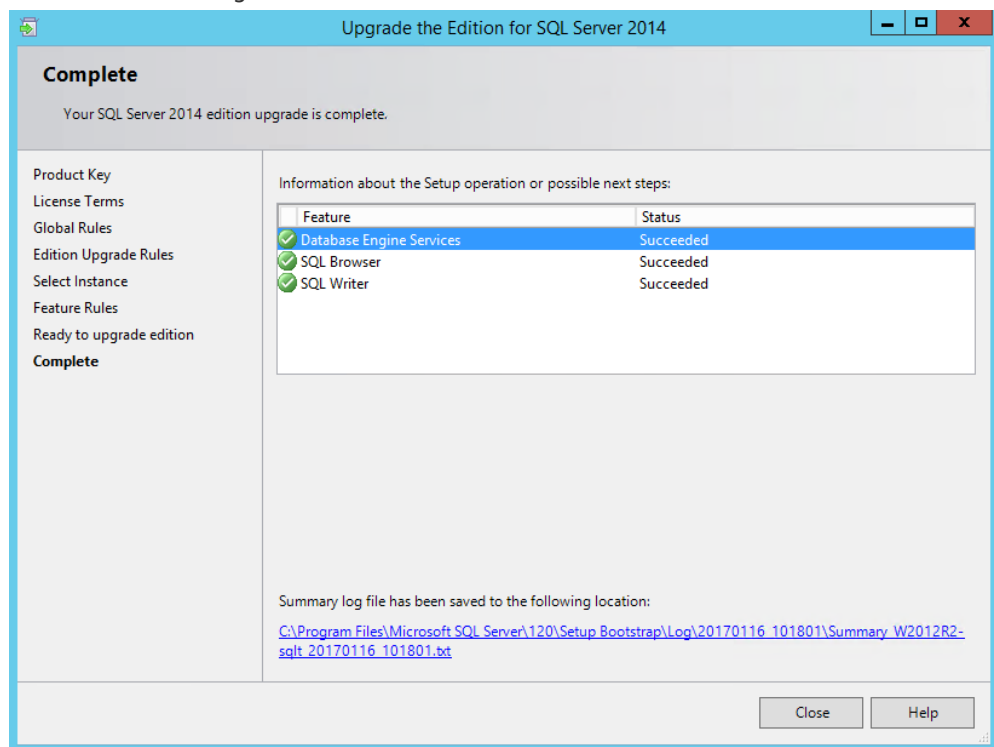 Upgrade the Edition for SQL Server 2014
Complete
Your SQL Server 2014 edition upgrade is complete.
Product Key
License Terms
Global Rules
Edition Upgrade Rules
Select Instance
Feature Rules
Ready to upgrade edition
Complete
Information about the Setup operation or possible next steps:
Feature Status
Database Engine Services Succeeded
SQL Browser Succeeded
SQL Writer Succeeded
Summary log file has been saved to the following location:
C:\Program Files\Microsoft SQL Server\120\Setup Bootstrap\Log\20170116_101801\Summary_W2012R2-
sqlt_20170116_101801.txt
Close Help